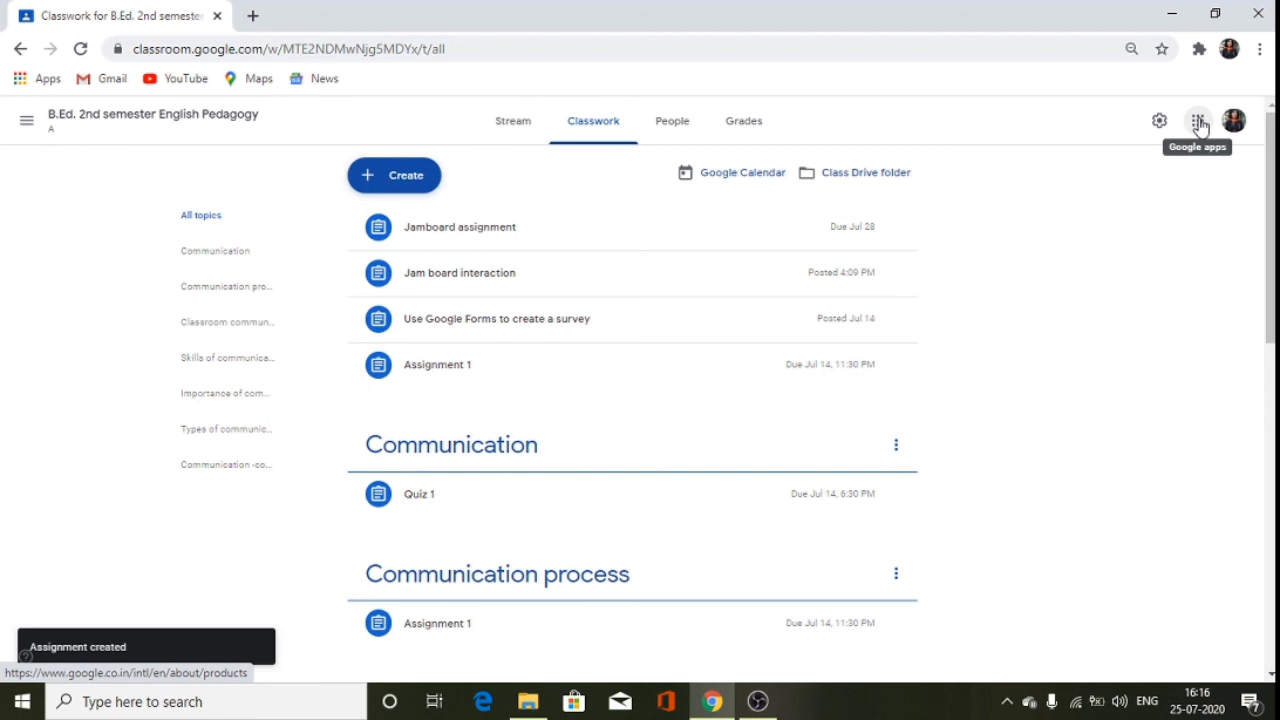 Classwork for B.Ed. 2nd semester
classroom.google.com/w/MTE2NDMwNjg5MDYx/t/all
Apps Gmail YouTube Maps News
B.Ed. 2nd semester English Pedagogy
A
Stream Classwork People Grades
Google apps
+ Create
Google Calendar Class Drive folder
All topics
Communication
Communication pro...
Classroom commun...
Skills of communica...
Importance of com...
Types of communic...
Communication -co...
Jamboard assignment Due Jul 28
Jam board interaction Posted 4:09 PM
Use Google Forms to create a survey Posted Jul 14
Assignment 1 Due Jul 14, 11:30 PM
Communication
Quiz 1 Due Jul 14, 6:30 PM
Communication process
Assignment 1 Due Jul 14, 11:30 PM
Assignment created
https://www.google.co.in/intl/en/about/products
Type here to search
ENG
16:16
25-07-2020
7